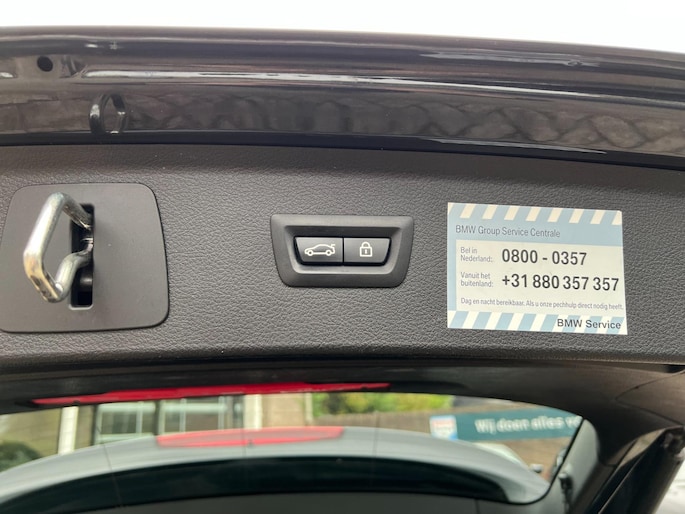 BMW Group Service Centrale
Bel in
Nederland: 0800 - 0357
Vanuit het
buitenland: +31 880 357 357
Dag en nacht bereikbaar. Als u onze pechhulp direct nodig heeft.
BMW Service
Wij doen alles